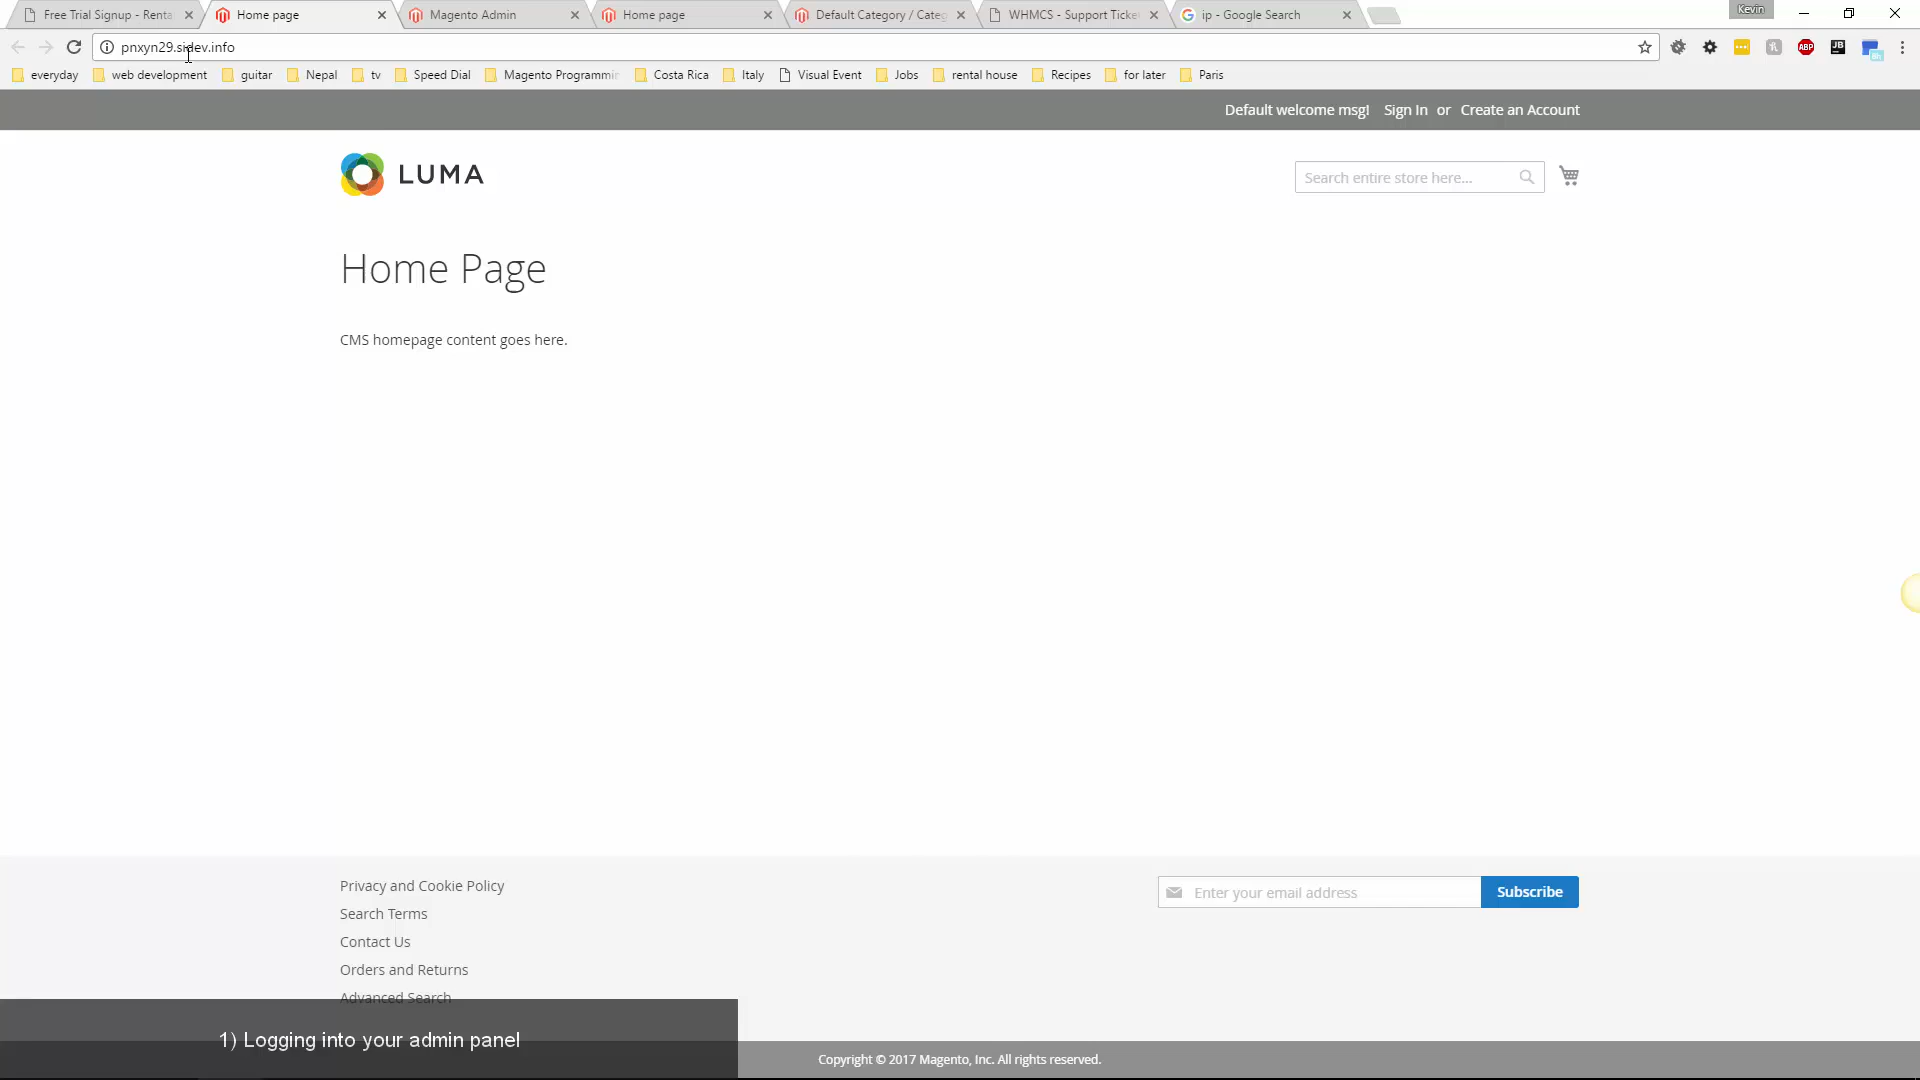 Free Trial Signup - Renta
Home page
Magento Admin
Home page
Default Category / Categ
WHMCS - Support Ticke
ip - Google Search
Kevin
pnxyn29.sidev.info
ABP
JB
everyday
web development
guitar
Nepal
tv
Speed Dial
Magento Programmi
Costa Rica
Italy
Visual Event
Jobs
rental house
Recipes
for later
Paris
Default welcome msg! Sign In or Create an Account
LUMA
Search entire store here...
Home Page
CMS homepage content goes here.
Privacy and Cookie Policy
Search Terms
Contact Us
Orders and Returns
Advanced Search
Enter your email address
Subscribe
1) Logging into your admin panel
Copyright © 2017 Magento, Inc. All rights reserved.